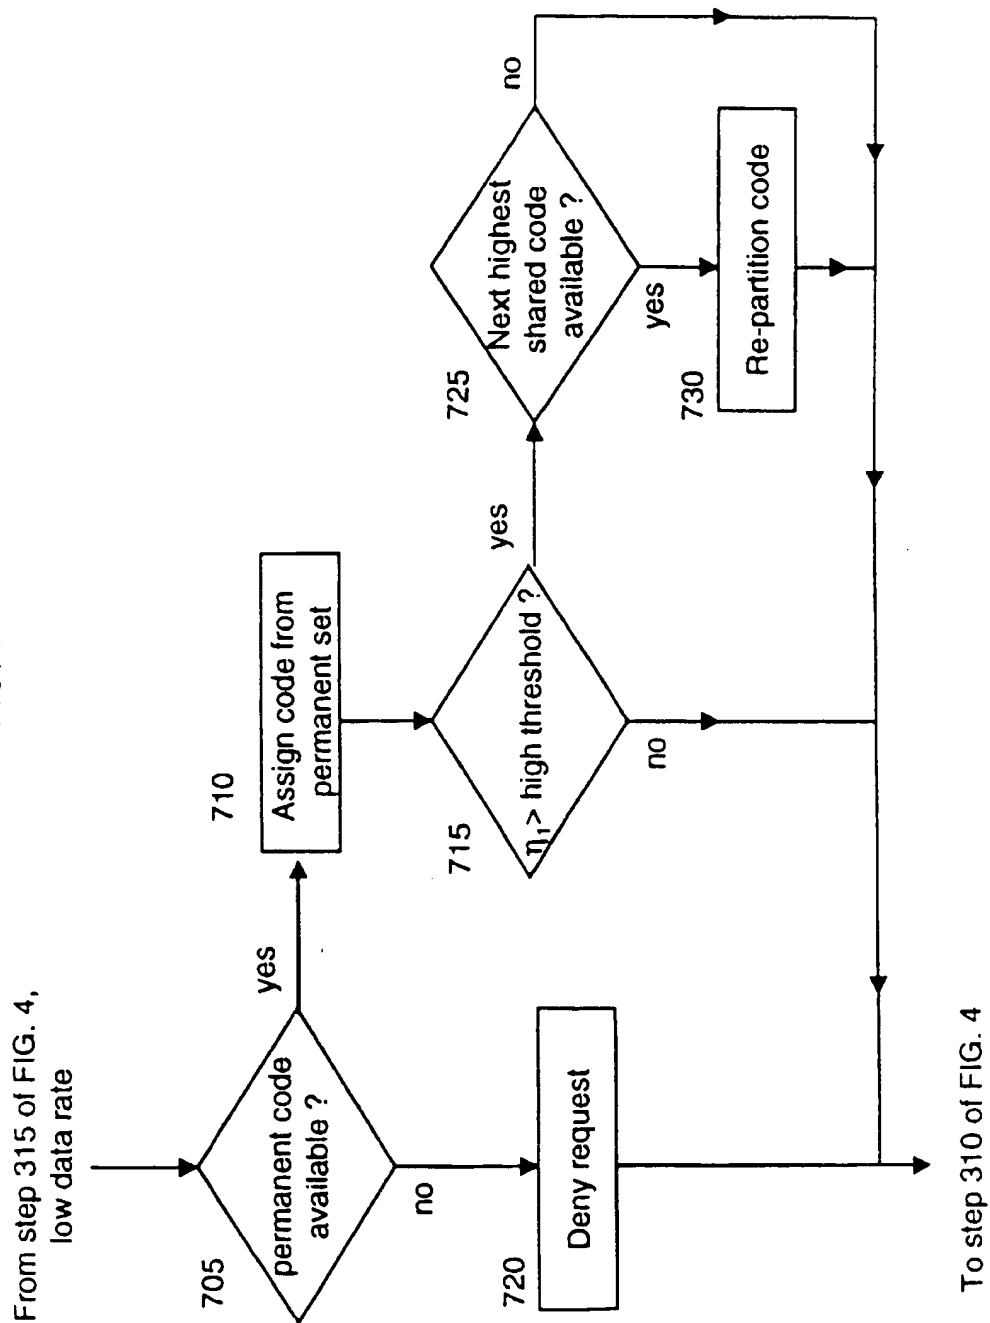 From step 315 of FIG. 4,
low data rate
705
permanent code
available ?
yes
no
710
Assign code from
permanent set
720
Deny request
715
η₁> high threshold ?
yes
no
725
Next highest
shared code
available ?
no
yes
730
Re-partition code
To step 310 of FIG. 4